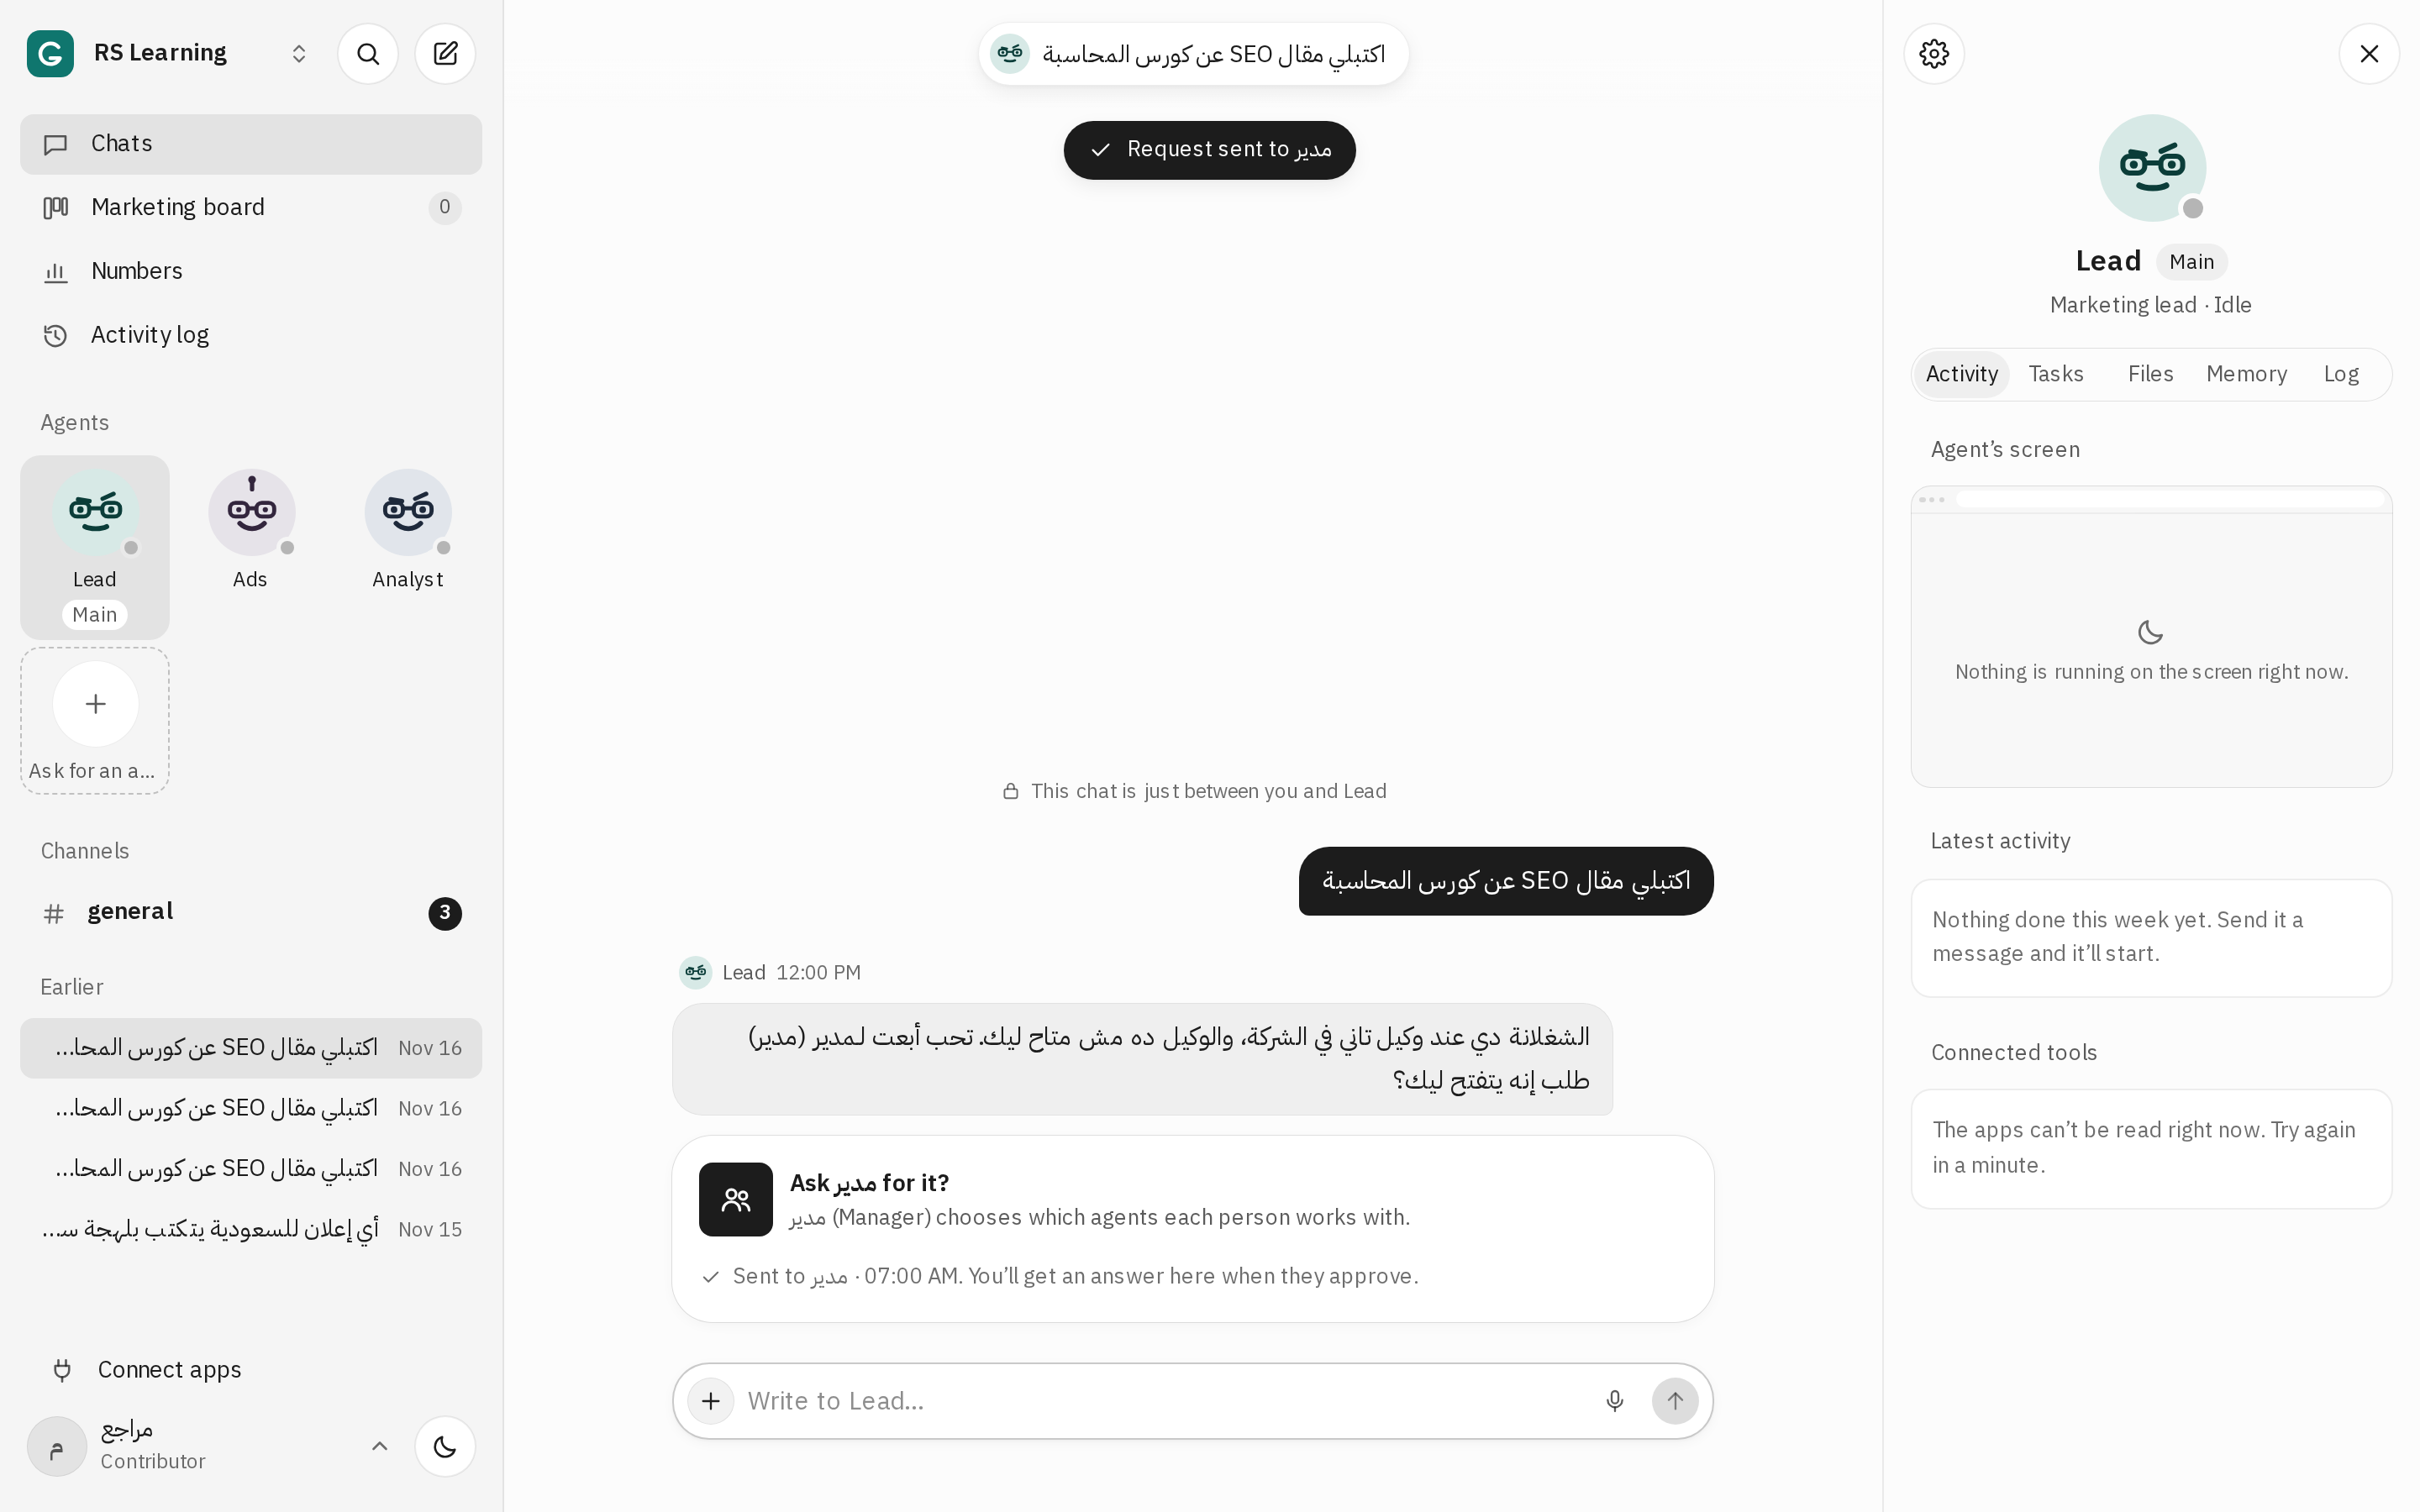 RS Learning
Chats
Marketing board 0
Numbers
Activity log
Agents
Lead
Main
Ads
Analyst
Ask for an a...
Channels
general 3
Earlier
اكتبلي مقال SEO عن كورس المحا... Nov 16
اكتبلي مقال SEO عن كورس المحا... Nov 16
اكتبلي مقال SEO عن كورس المحا... Nov 16
أي إعلان للسعودية يتكتب بلهجة س... Nov 15
Connect apps
م
مراجع
Contributor
اكتبلي مقال SEO عن كورس المحاسبة
Request sent to مدير
This chat is just between you and Lead
اكتبلي مقال SEO عن كورس المحاسبة
Lead 12:00 PM
الشغلانة دي عند وكيل تاني في الشركة، والوكيل ده مش متاح ليك. تحب أبعت لـمدير (مدير)
طلب إنه يتفتح ليك؟
Ask مدير for it?
مدير (Manager) chooses which agents each person works with.
Sent to مدير · 07:00 AM. You’ll get an answer here when they approve.
Write to Lead...
Lead Main
Marketing lead · Idle
Activity Tasks Files Memory Log
Agent’s screen
Nothing is running on the screen right now.
Latest activity
Nothing done this week yet. Send it a
message and it’ll start.
Connected tools
The apps can’t be read right now. Try again
in a minute.